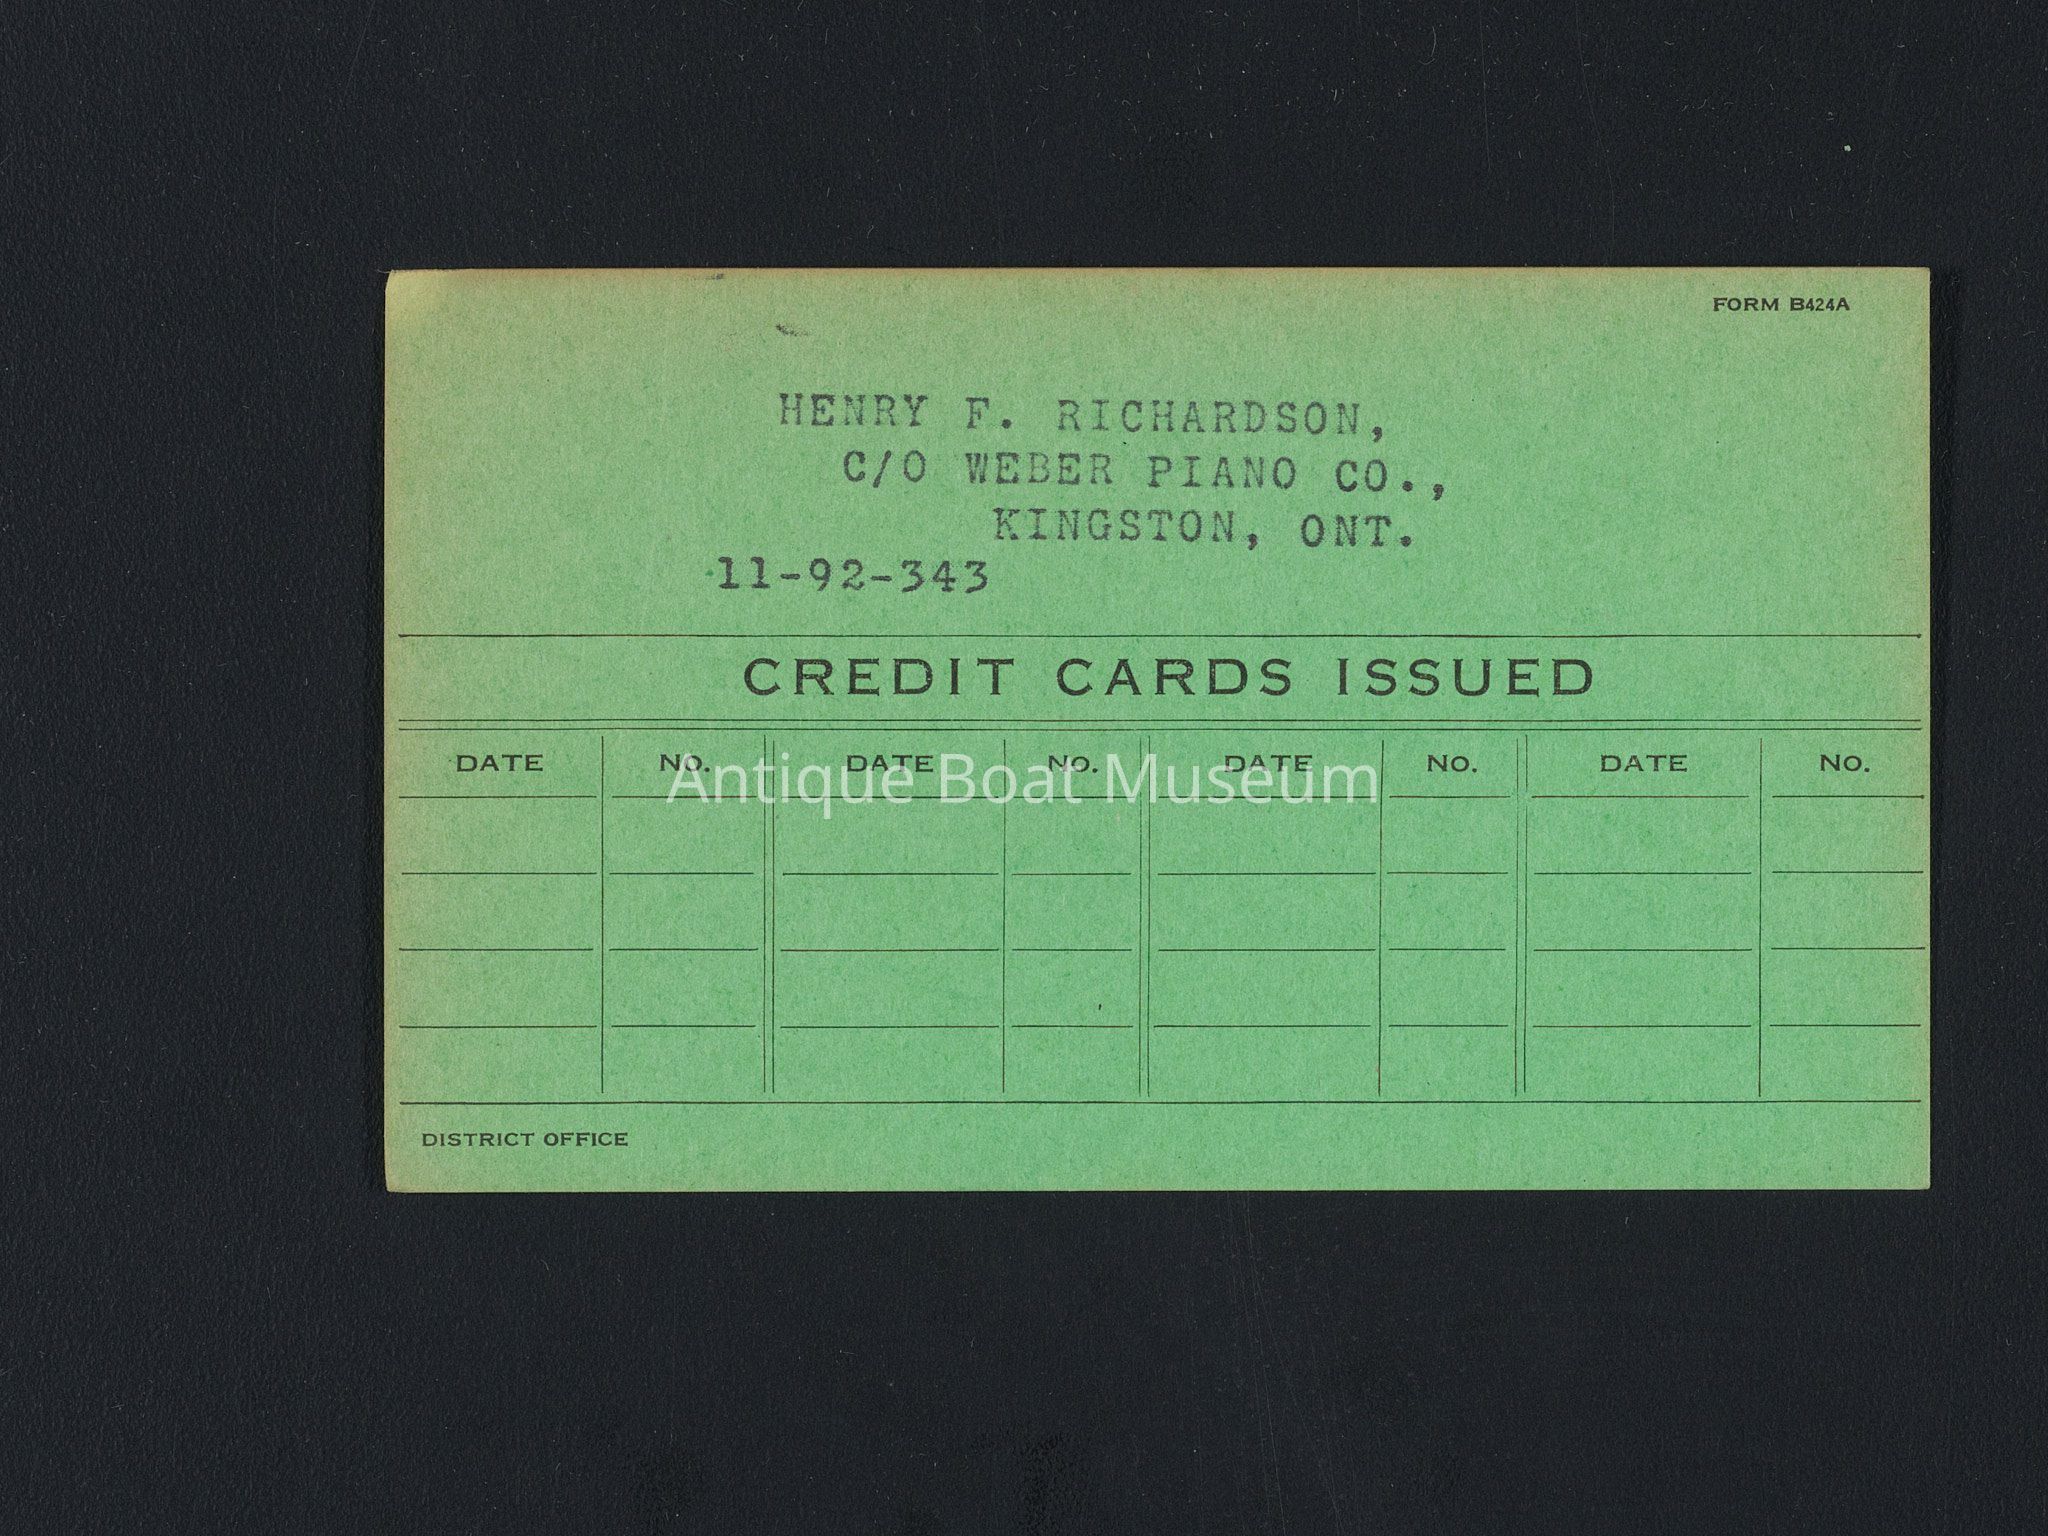 FORM B424A
HENRY F. RICHARDSON,
C/O WEBER PIANO CO.,
KINGSTON, ONT.
11-92-343
CREDIT CARDS ISSUED
DATE NO. DATE NO. DATE NO. DATE NO.
Antique Boat Museum
DISTRICT OFFICE